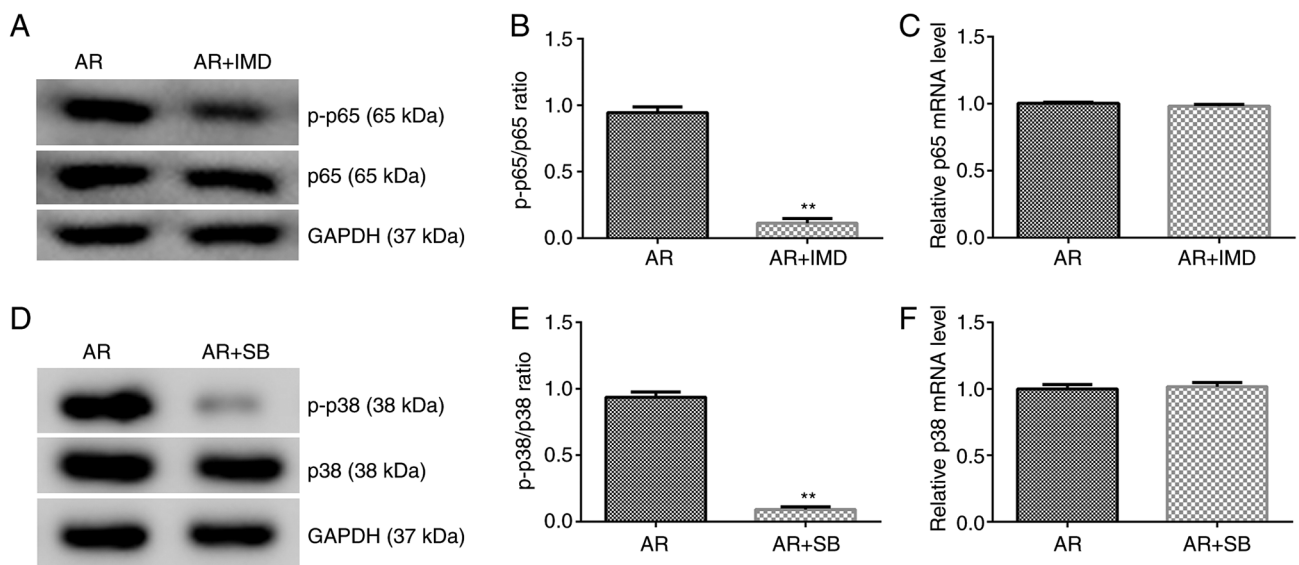 A
AR AR+IMD
p-p65 (65 kDa)
p65 (65 kDa)
GAPDH (37 kDa)
B
p-p65/p65 ratio
1.5
1.0
0.5
0.0
**
AR AR+IMD
C
Relative p65 mRNA level
1.5
1.0
0.5
0.0
AR AR+IMD
D
AR AR+SB
p-p38 (38 kDa)
p38 (38 kDa)
GAPDH (37 kDa)
E
p-p38/p38 ratio
1.5
1.0
0.5
0.0
**
AR AR+SB
F
Relative p38 mRNA level
1.5
1.0
0.5
0.0
AR AR+SB